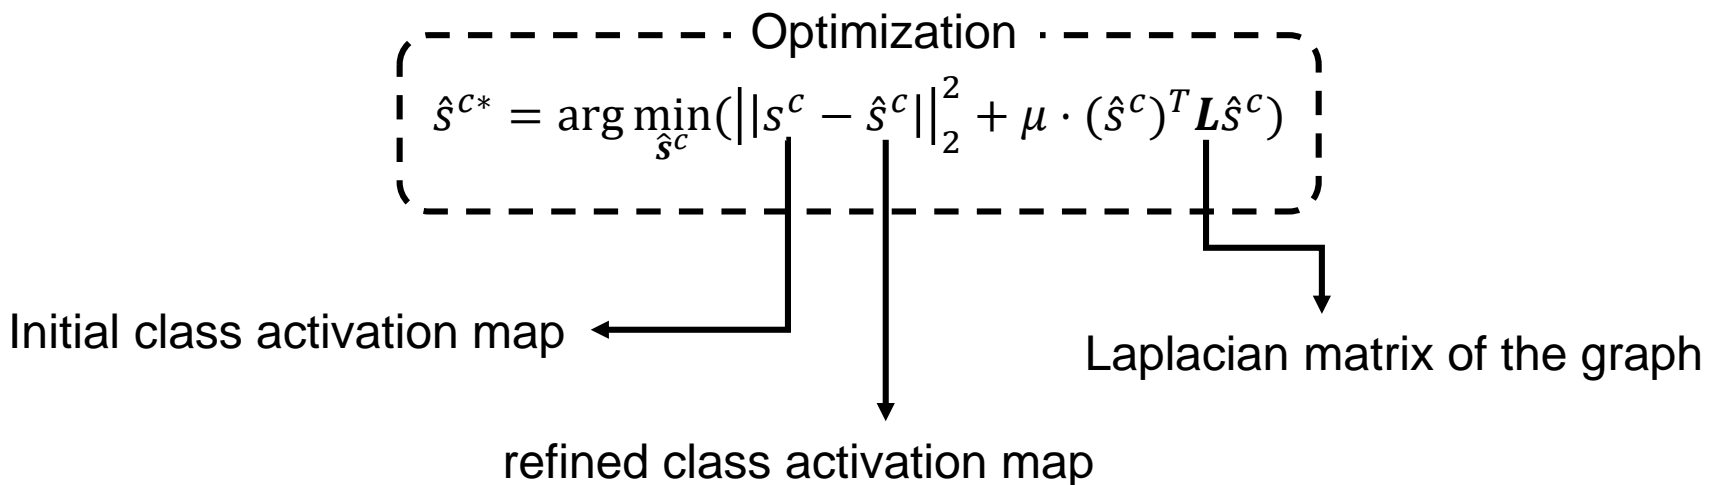 Optimization
ŝ^{c*} = arg min_{ŝ^c}(||s^c − ŝ^c||_2^2 + μ · (ŝ^c)^T Lŝ^c)
Initial class activation map
Laplacian matrix of the graph
refined class activation map